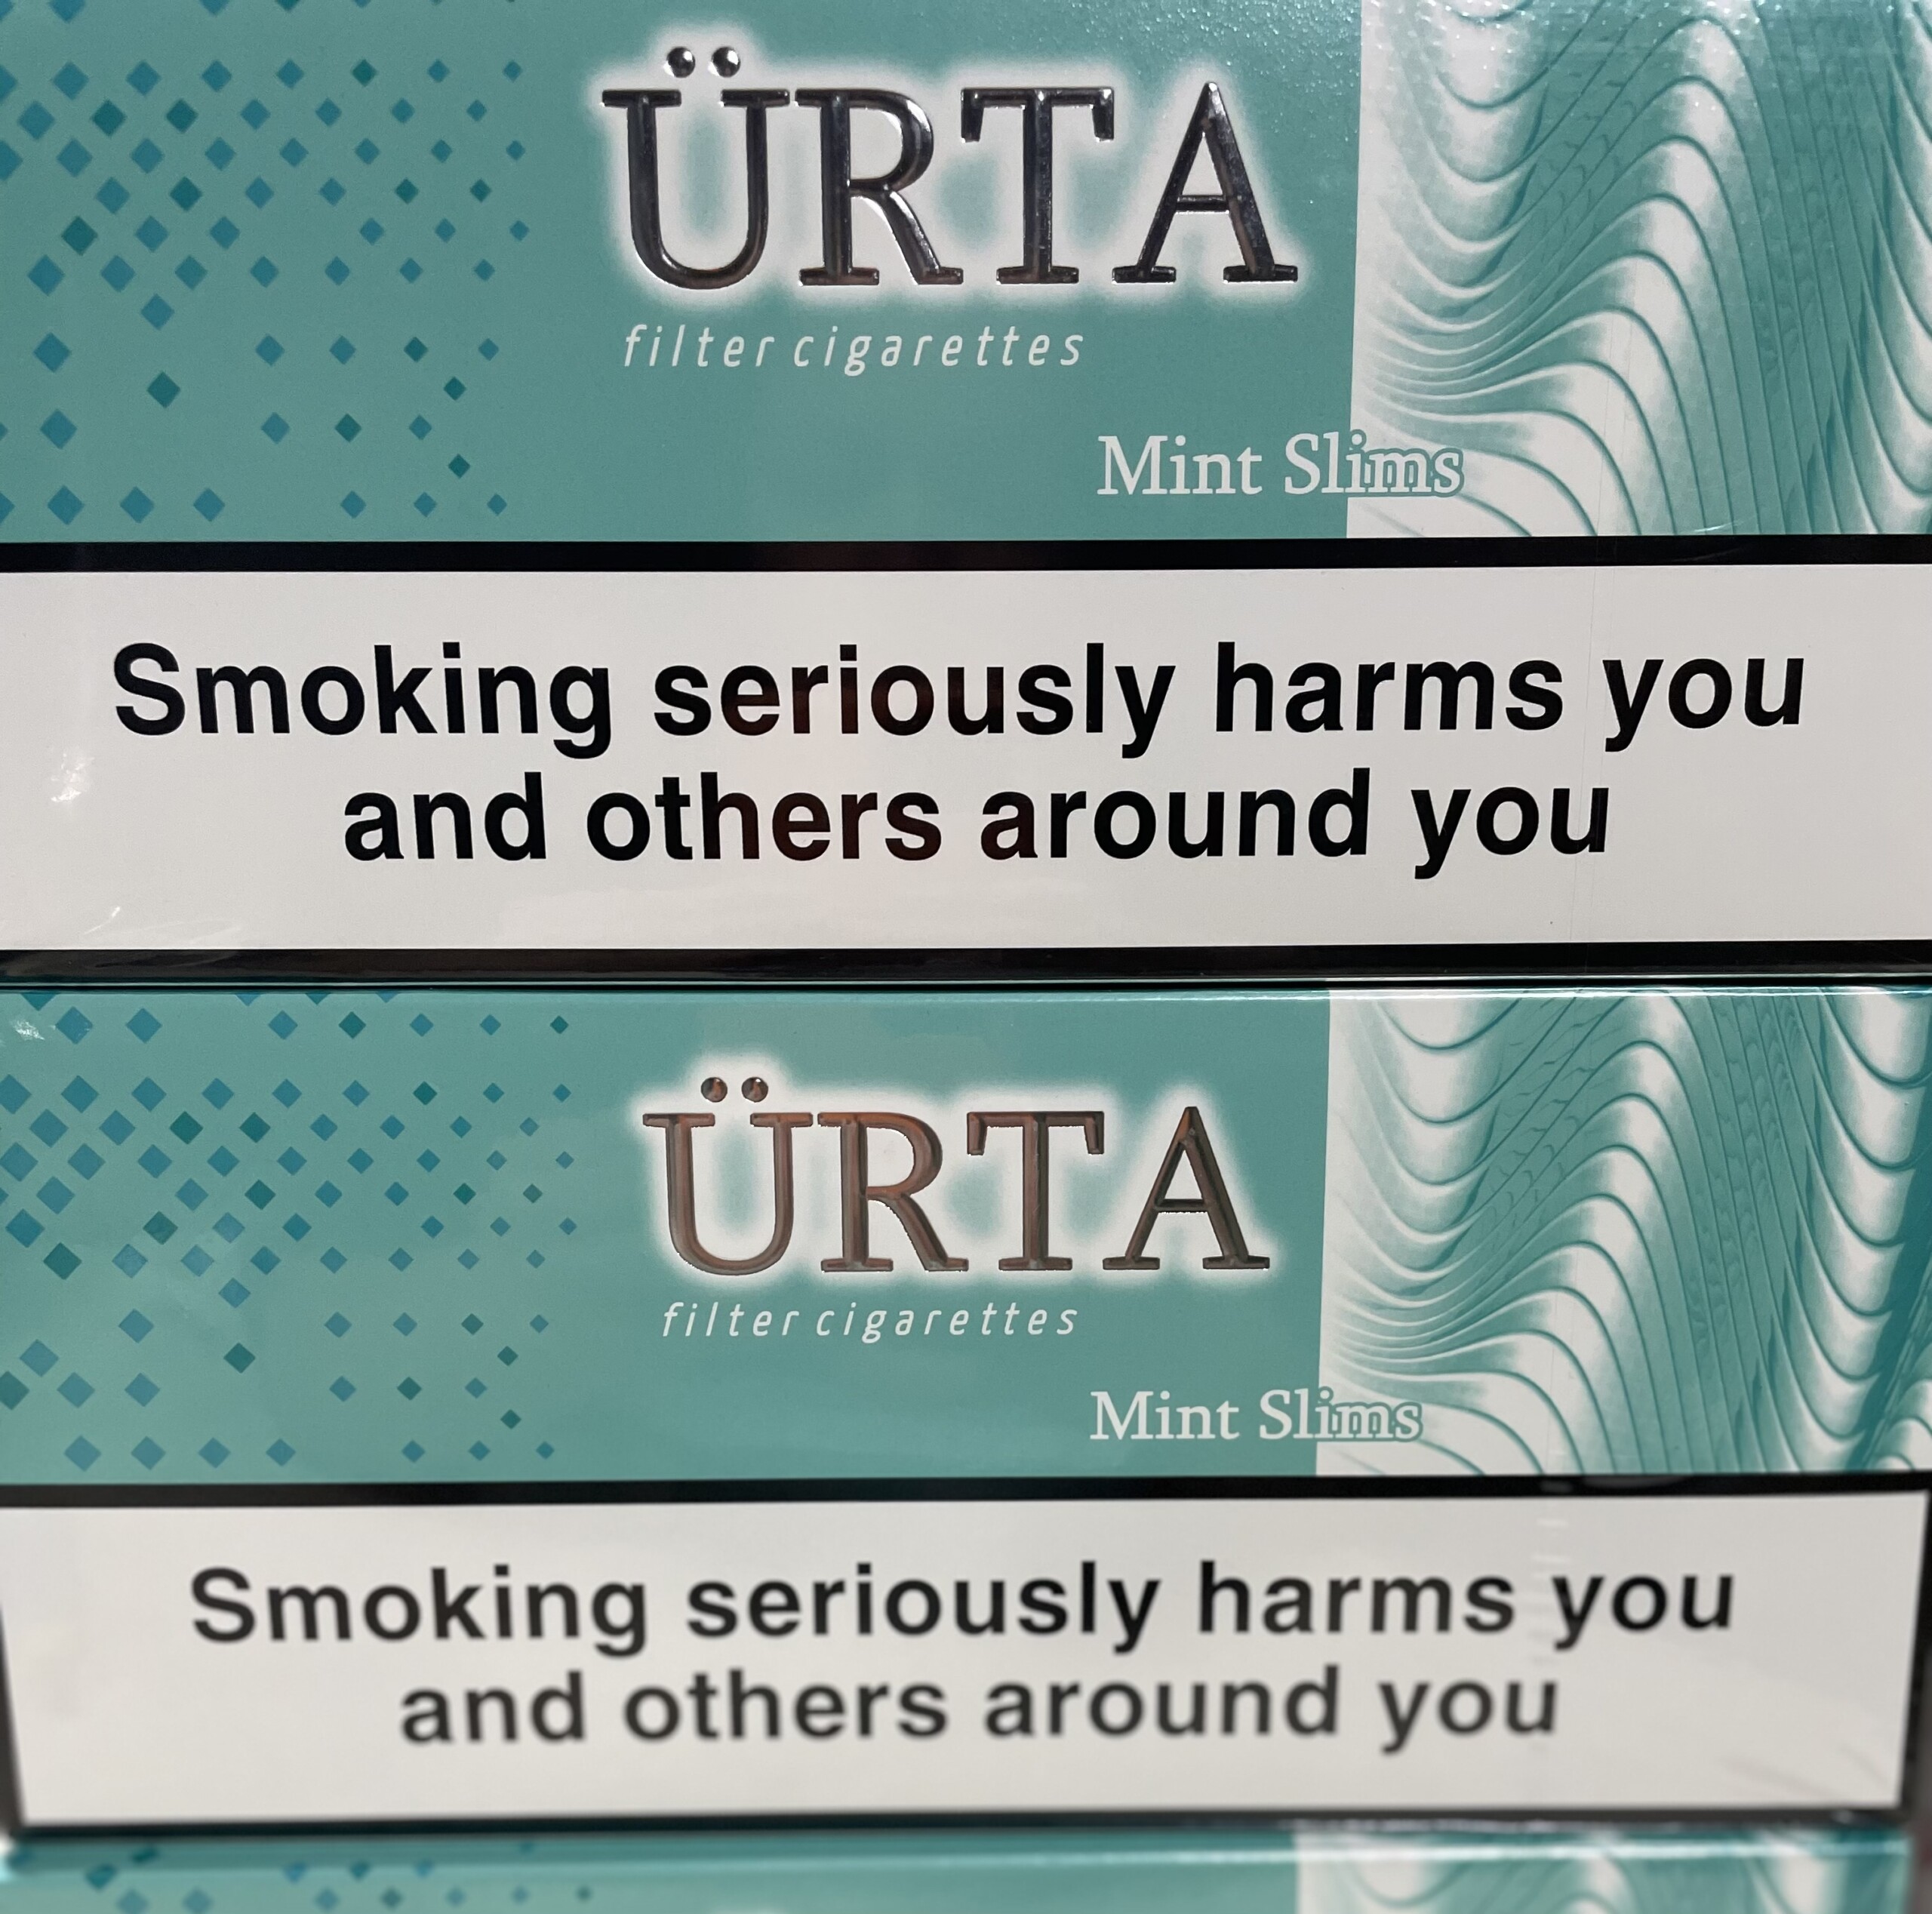 ÜRTA
filter cigarettes
Mint Slims
Smoking seriously harms you
and others around you
ÜRTA
filter cigarettes
Mint Slims
Smoking seriously harms you
and others around you